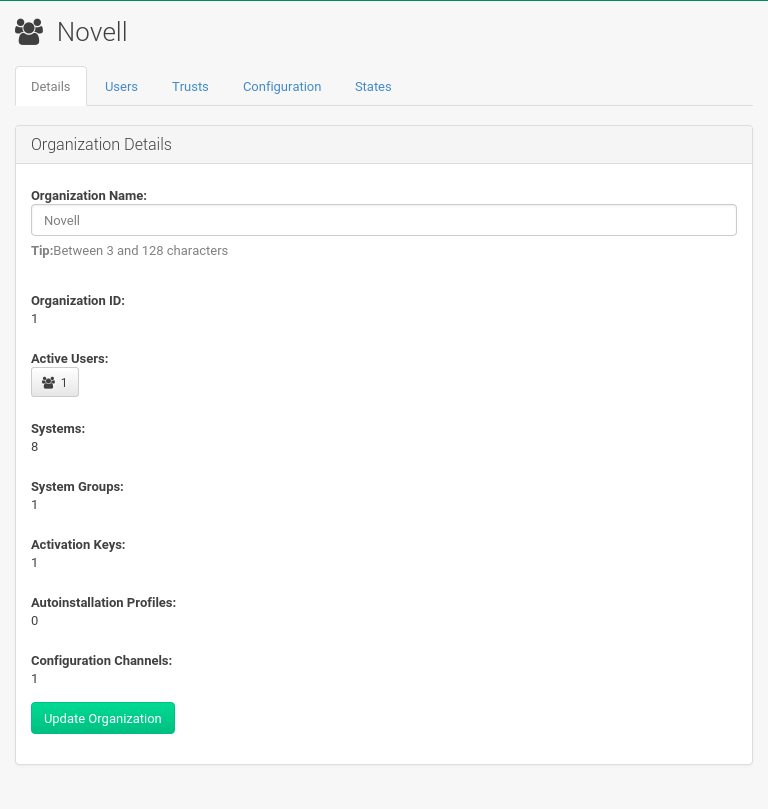 Novell
Details Users Trusts Configuration States
Organization Details
Organization Name:
Novell
Tip:Between 3 and 128 characters
Organization ID:
1
Active Users:
1
Systems:
8
System Groups:
1
Activation Keys:
1
Autoinstallation Profiles:
0
Configuration Channels:
1
Update Organization